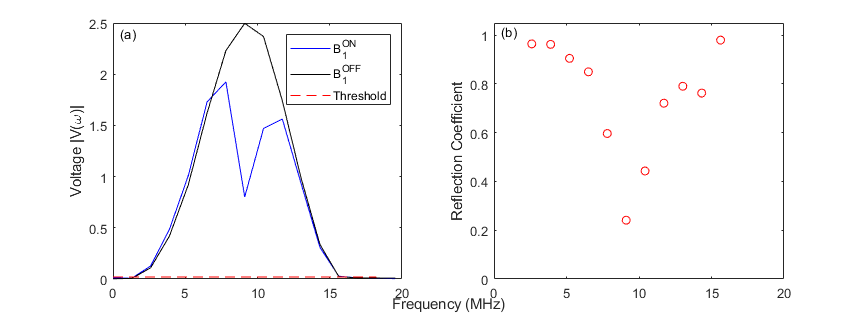 (a)
B₁ᴼᴺ
B₁ᴼᶠᶠ
Threshold
Voltage |V(ω)|
2.5
2
1.5
1
0.5
0
0 5 10 15 20
(b)
Reflection Coefficient
1
0.8
0.6
0.4
0.2
0
0 5 10 15 20
Frequency (MHz)